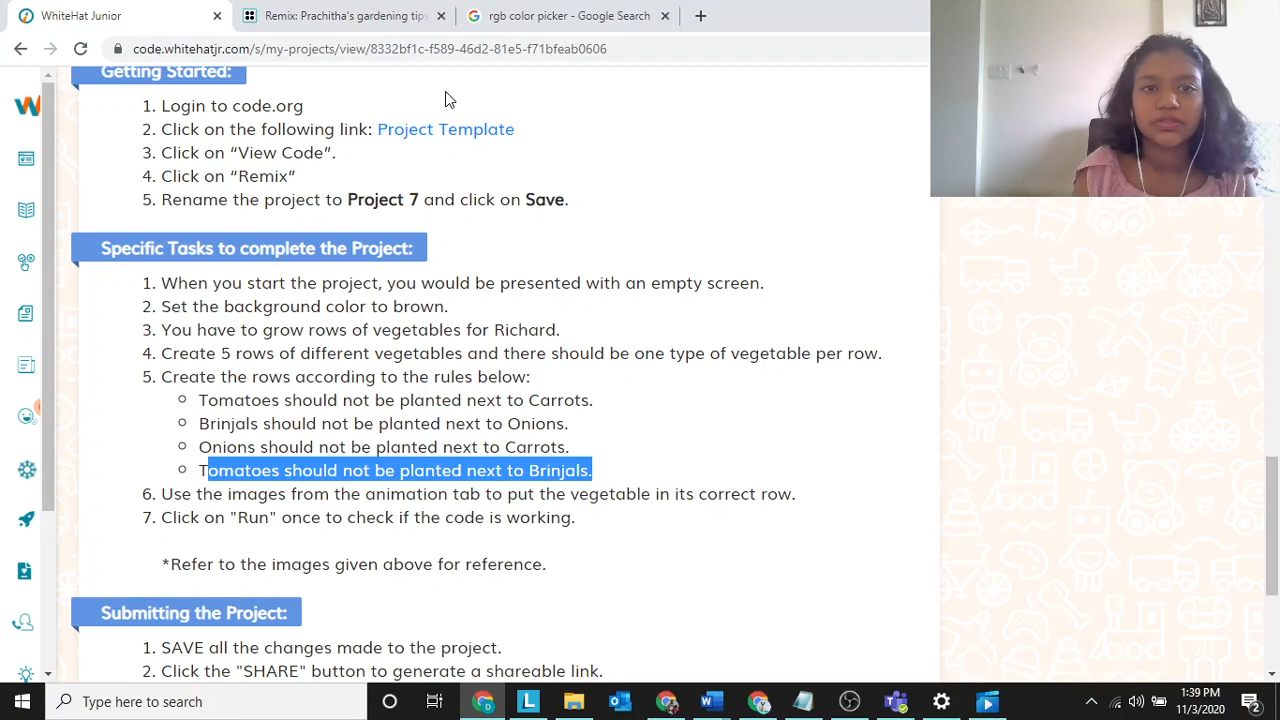 WhiteHat Junior
Remix: Prachitha's gardening tips
rgb color picker - Google Search
code.whitehatjr.com/s/my-projects/view/8332bf1c-f589-46d2-81e5-f71bfeab0606
Getting Started:
1. Login to code.org
2. Click on the following link: Project Template
3. Click on “View Code”.
4. Click on “Remix”
5. Rename the project to Project 7 and click on Save.
Specific Tasks to complete the Project:
1. When you start the project, you would be presented with an empty screen.
2. Set the background color to brown.
3. You have to grow rows of vegetables for Richard.
4. Create 5 rows of different vegetables and there should be one type of vegetable per row.
5. Create the rows according to the rules below:
Tomatoes should not be planted next to Carrots.
Brinjals should not be planted next to Onions.
Onions should not be planted next to Carrots.
Tomatoes should not be planted next to Brinjals.
6. Use the images from the animation tab to put the vegetable in its correct row.
7. Click on "Run" once to check if the code is working.
*Refer to the images given above for reference.
Submitting the Project:
1. SAVE all the changes made to the project.
2. Click the "SHARE" button to generate a shareable link.
Type here to search
1:39 PM
11/3/2020
2